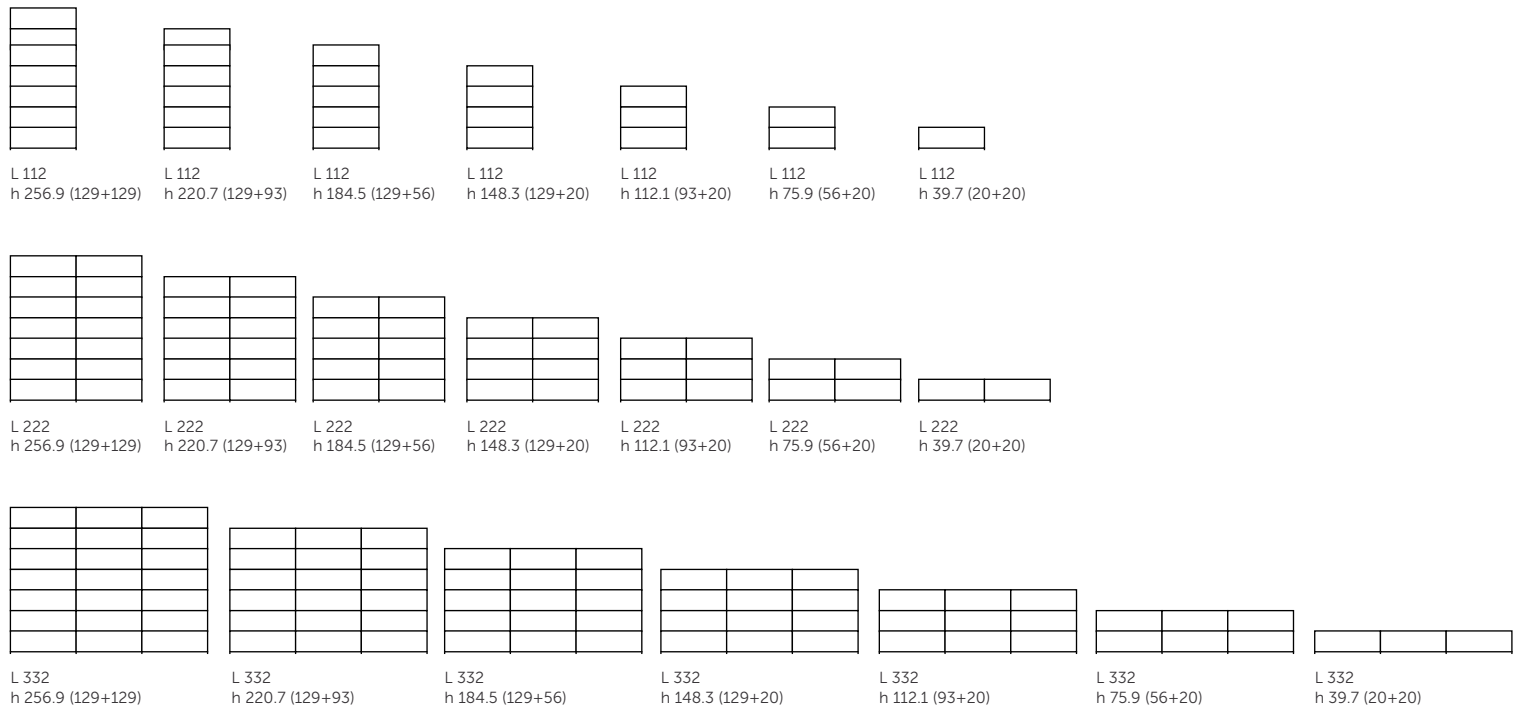 L 112
h 256.9 (129+129)
L 112
h 220.7 (129+93)
L 112
h 184.5 (129+56)
L 112
h 148.3 (129+20)
L 112
h 112.1 (93+20)
L 112
h 75.9 (56+20)
L 112
h 39.7 (20+20)
L 222
h 256.9 (129+129)
L 222
h 220.7 (129+93)
L 222
h 184.5 (129+56)
L 222
h 148.3 (129+20)
L 222
h 112.1 (93+20)
L 222
h 75.9 (56+20)
L 222
h 39.7 (20+20)
L 332
h 256.9 (129+129)
L 332
h 220.7 (129+93)
L 332
h 184.5 (129+56)
L 332
h 148.3 (129+20)
L 332
h 112.1 (93+20)
L 332
h 75.9 (56+20)
L 332
h 39.7 (20+20)